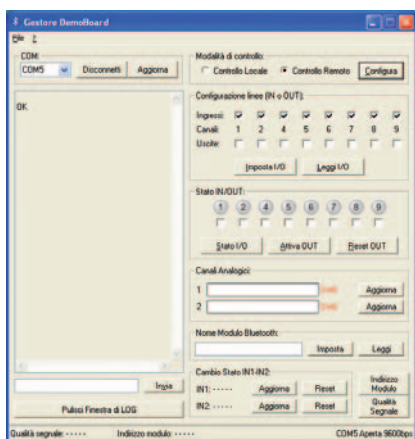 Gestore DemoBoard
File ?
COM:
COM5 Disconnetti Aggiorna
OK
Invia
Pulisci Finestra di LOG
Modalità di controllo:
Controllo Locale Controllo Remoto Configura
Configurazione linee (IN o OUT):
Ingressi:
Canali: 1 2 4 5 6 7 8 9
Uscite:
Imposta I/O Leggi I/O
Stato IN/OUT:
1 2 4 5 6 7 8 9
Stato I/O Attiva OUT Reset OUT
Canali Analogici:
1 Aggiorna
2 Aggiorna
Nome Modulo Bluetooth:
Imposta Leggi
Cambio Stato IN1-IN2:
IN1: ----- Aggiorna Reset
IN2: ----- Aggiorna Reset
Indirizzo
Modulo
Qualità
Segnale
Qualità segnale: ----- Indirizzo modulo: ----- COM5 Aperta 9600bps